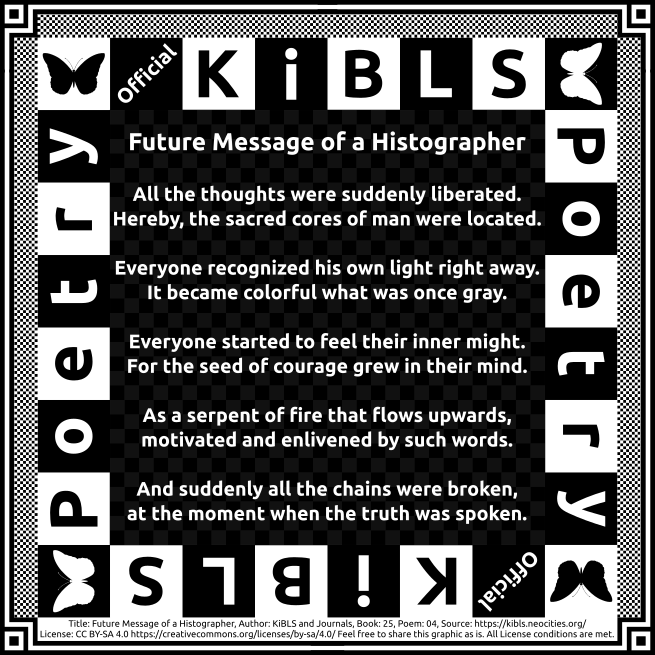 Official KiBLS
Poetry
Poetry
Future Message of a Histographer
All the thoughts were suddenly liberated.
Hereby, the sacred cores of man were located.
Everyone recognized his own light right away.
It became colorful what was once gray.
Everyone started to feel their inner might.
For the seed of courage grew in their mind.
As a serpent of fire that flows upwards,
motivated and enlivened by such words.
And suddenly all the chains were broken,
at the moment when the truth was spoken.
Official KiBLS
Title: Future Message of a Histographer, Author: KiBLS and Journals, Book: 25, Poem: 04, Source: https://kibls.neocities.org/
License: CC BY-SA 4.0 https://creativecommons.org/licenses/by-sa/4.0/ Feel free to share this graphic as is. All License conditions are met.